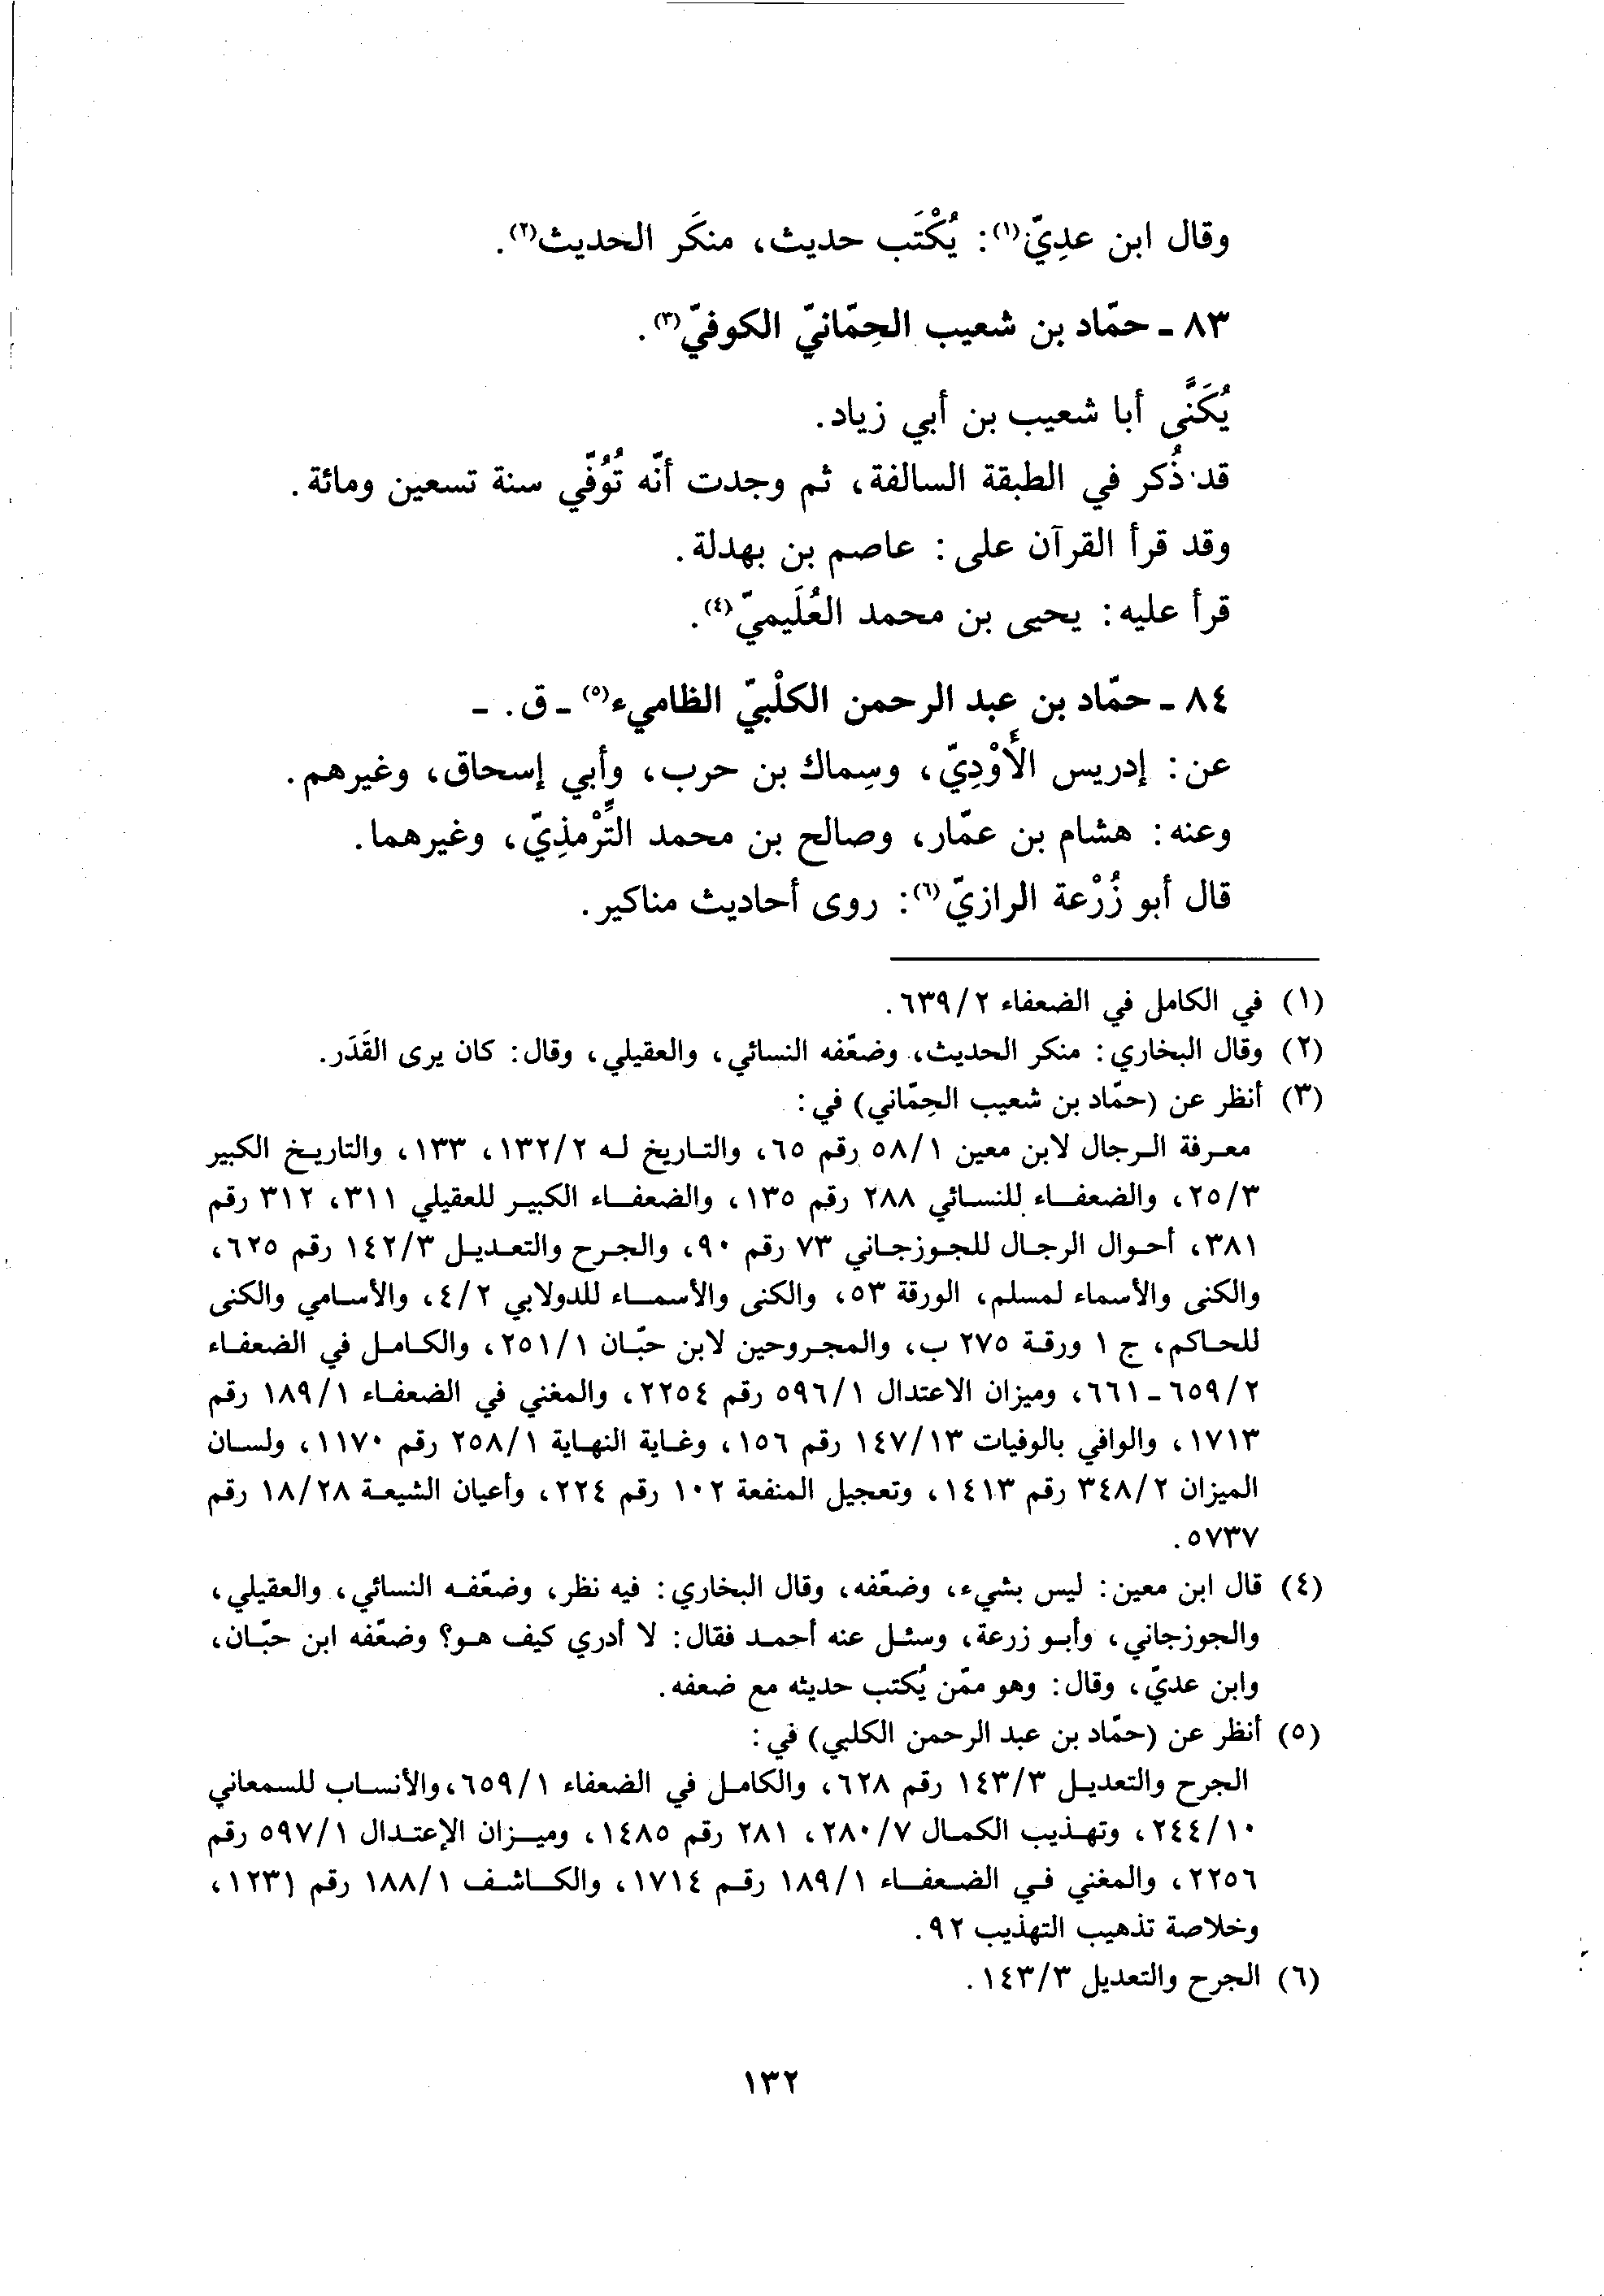 وقال ابن عدِيّ(١): يُكْتَب حديث، منكَر الحديث(٢).
٨٣ ـ حمّاد بن شعيب الحِمّانيّ الكوفيّ(٣).
يُكَنَّى أبا شعيب بن أبي زياد.
قد ذُكر في الطبقة السالفة، ثم وجدت أنّه تُوُفّي سنة تسعين ومائة.
وقد قرأ القرآن على: عاصم بن بهدلة.
قرأ عليه: يحيى بن محمد العُلَيميّ(٤).
٨٤ ـ حمّاد بن عبد الرحمن الكلْبيّ الظاميء(٥) ـ ق. ـ
عن: إدريس الأَوْدِيّ، وسِماك بن حرب، وأبي إسحاق، وغيرهم.
وعنه: هشام بن عمّار، وصالح بن محمد التِّرْمذِيّ، وغيرهما.
قال أبو زُرْعة الرازيّ(٦): روى أحاديث مناكير.
(١) في الكامل في الضعفاء ٦٣٩/٢.
(٢) وقال البخاري: منكر الحديث، وضعّفه النسائي، والعقيلي، وقال: كان يرى القَدَر.
(٣) أنظر عن (حمّاد بن شعيب الحِمّاني) في:
معرفة الرجال لابن معين ٥٨/١ رقم ٦٥، والتاريخ له ١٣٢/٢، ١٣٣، والتاريخ الكبير
٢٥/٣، والضعفاء للنسائي ٢٨٨ رقم ١٣٥، والضعفاء الكبير للعقيلي ٣١١، ٣١٢ رقم
٣٨١، أحوال الرجال للجوزجاني ٧٣ رقم ٩٠، والجرح والتعديل ١٤٢/٣ رقم ٦٢٥،
والكنى والأسماء لمسلم، الورقة ٥٣، والكنى والأسماء للدولابي ٤/٢، والأسامي والكنى
للحاكم، ج ١ ورقة ٢٧٥ ب، والمجروحين لابن حبّان ٢٥١/١، والكامل في الضعفاء
٦٥٩/٢ ـ ٦٦١، وميزان الاعتدال ٥٩٦/١ رقم ٢٢٥٤، والمغني في الضعفاء ١٨٩/١ رقم
١٧١٣، والوافي بالوفيات ١٤٧/١٣ رقم ١٥٦، وغاية النهاية ٢٥٨/١ رقم ١١٧٠، ولسان
الميزان ٣٤٨/٢ رقم ١٤١٣، وتعجيل المنفعة ١٠٢ رقم ٢٢٤، وأعيان الشيعة ١٨/٢٨ رقم
٥٧٣٧.
(٤) قال ابن معين: ليس بشيء، وضعّفه، وقال البخاري: فيه نظر، وضعّفه النسائي، والعقيلي،
والجوزجاني، وأبو زرعة، وسئل عنه أحمد فقال: لا أدري كيف هو؟ وضعّفه ابن حبّان،
وابن عديّ، وقال: وهو ممّن يُكتب حديثه مع ضعفه.
(٥) أنظر عن (حمّاد بن عبد الرحمن الكلبي) في:
الجرح والتعديل ١٤٣/٣ رقم ٦٢٨، والكامل في الضعفاء ٦٥٩/١، والأنساب للسمعاني
٢٤٤/١٠، وتهذيب الكمال ٢٨٠/٧، ٢٨١ رقم ١٤٨٥، وميزان الإعتدال ٥٩٧/١ رقم
٢٢٥٦، والمغني في الضعفاء ١٨٩/١ رقم ١٧١٤، والكاشف ١٨٨/١ رقم ١٢٣١،
وخلاصة تذهيب التهذيب ٩٢.
(٦) الجرح والتعديل ١٤٣/٣.
١٣٢